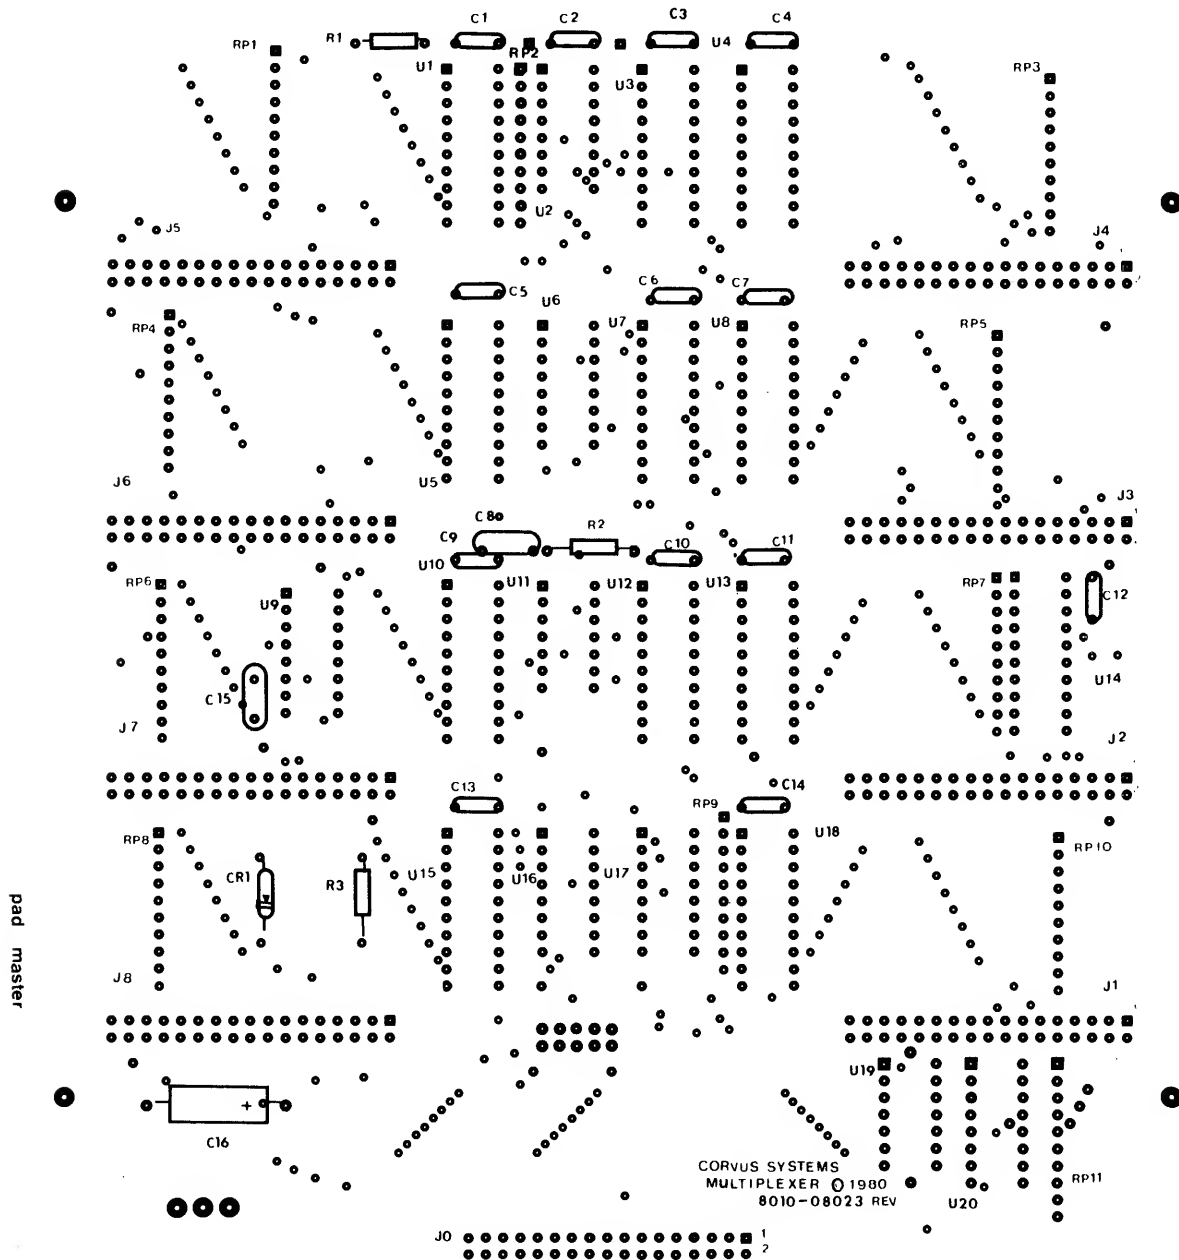 C1 C2 C3 C4
RP1 R1 U4
RP2
U1 U3 RP3
U2
J5 J4
C5 C6 C7
RP4 U6 U7 U8 RP5
J6 U5 J3
C8 R2
C9 C10 C11
U10
RP6 U9 U11 U12 U13 RP7 C12
C15 U14
J7 J2
C13 C14
RP9
RP8 U18 RP10
CR1 R3 U15 U16 U17
J8 J1
pad master
U19
+
C16
CORVUS SYSTEMS
MULTIPLEXER © 1980
8010-08023 REV
RP11
U20
J0 1
2